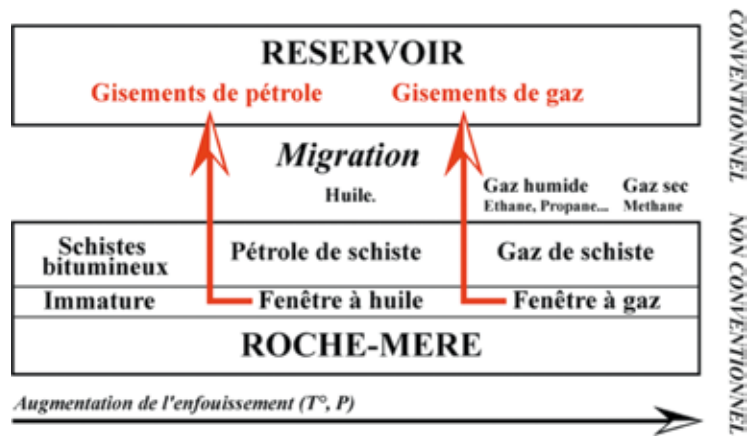 RESERVOIR
Gisements de pétrole
Gisements de gaz
Migration
Huile.
Gaz humide
Ethane, Propane...
Gaz sec
Methane
Schistes
bitumineux
Pétrole de schiste
Gaz de schiste
Immature
Fenêtre à huile
Fenêtre à gaz
ROCHE-MERE
Augmentation de l'enfouissement (T°, P)
CONVENTIONNEL
NON CONVENTIONNEL